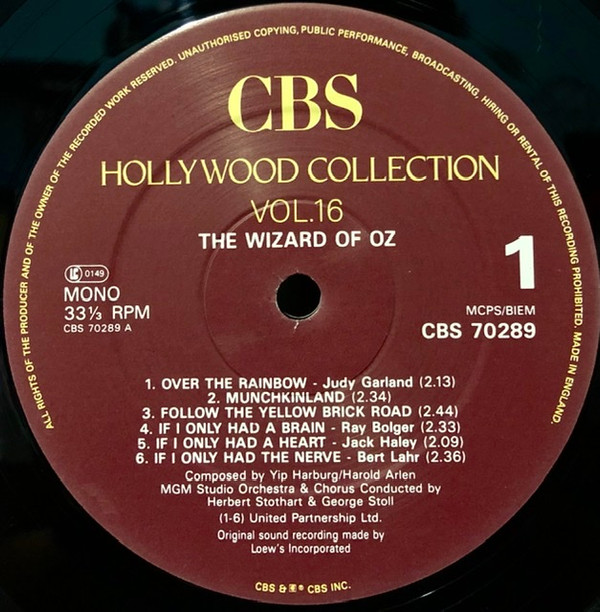 ALL RIGHTS OF THE PRODUCER AND OF THE OWNER OF THE RECORDED WORK RESERVED. UNAUTHORISED COPYING, PUBLIC PERFORMANCE, BROADCASTING, HIRING OR RENTAL OF THIS RECORDING PROHIBITED. MADE IN ENGLAND.
CBS
HOLLYWOOD COLLECTION
VOL.16
THE WIZARD OF OZ
1
LC 0149
MONO
33⅓ RPM
CBS 70289 A
MCPS/BIEM
CBS 70289
1. OVER THE RAINBOW - Judy Garland (2.13)
2. MUNCHKINLAND (2.34)
3. FOLLOW THE YELLOW BRICK ROAD (2.44)
4. IF I ONLY HAD A BRAIN - Ray Bolger (2.33)
5. IF I ONLY HAD A HEART - Jack Haley (2.09)
6. IF I ONLY HAD THE NERVE - Bert Lahr (2.36)
Composed by Yip Harburg/Harold Arlen
MGM Studio Orchestra & Chorus Conducted by
Herbert Stothart & George Stoll
(1-6) United Partnership Ltd.
Original sound recording made by
Loew's Incorporated
CBS & ® CBS INC.